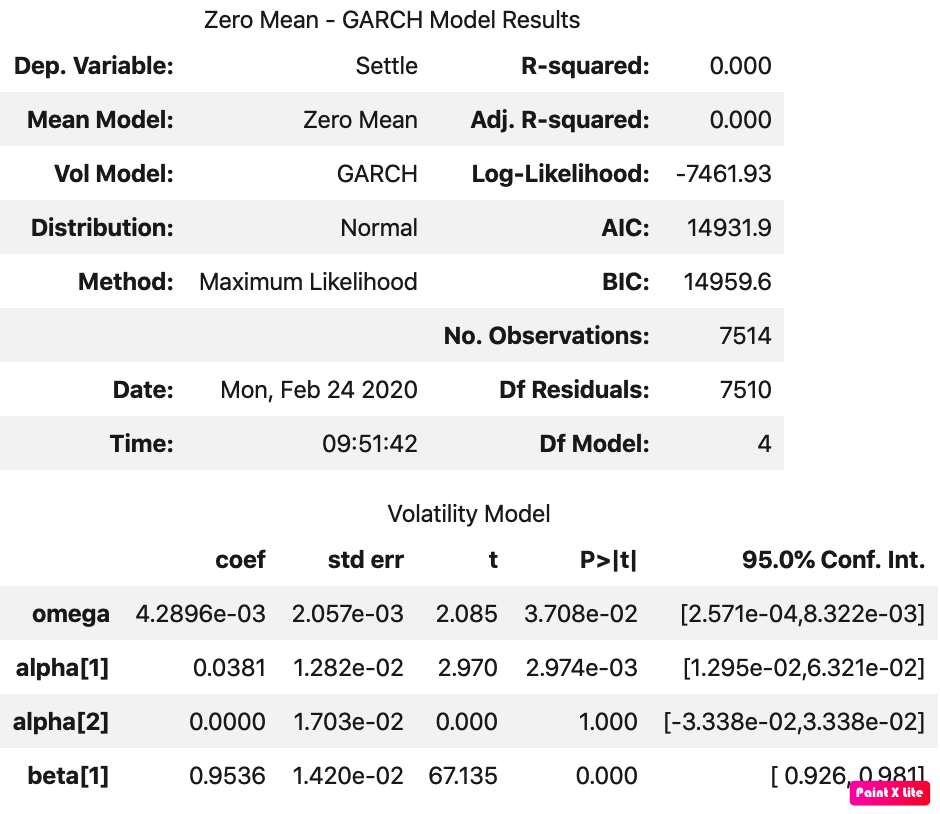 Zero Mean - GARCH Model Results
Dep. Variable: Settle R-squared: 0.000
Mean Model: Zero Mean Adj. R-squared: 0.000
Vol Model: GARCH Log-Likelihood: -7461.93
Distribution: Normal AIC: 14931.9
Method: Maximum Likelihood BIC: 14959.6
No. Observations: 7514
Date: Mon, Feb 24 2020 Df Residuals: 7510
Time: 09:51:42 Df Model: 4
Volatility Model
coef std err t P>|t| 95.0% Conf. Int.
omega 4.2896e-03 2.057e-03 2.085 3.708e-02 [2.571e-04,8.322e-03]
alpha[1] 0.0381 1.282e-02 2.970 2.974e-03 [1.295e-02,6.321e-02]
alpha[2] 0.0000 1.703e-02 0.000 1.000 [-3.338e-02,3.338e-02]
beta[1] 0.9536 1.420e-02 67.135 0.000 [ 0.926, 0.981]
Paint X Lite